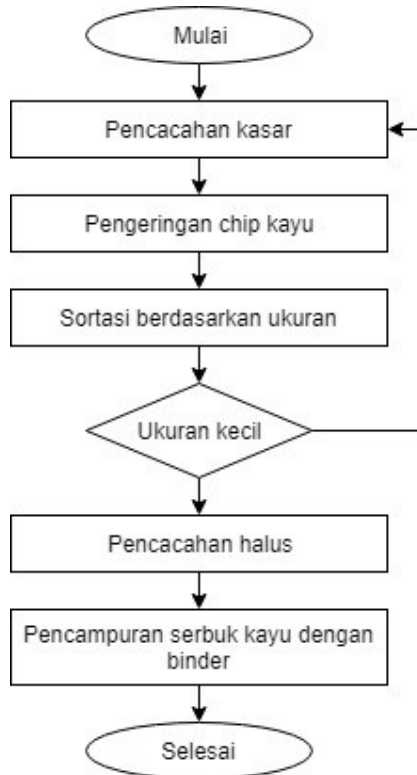 Mulai
Pencacahan kasar
Pengeringan chip kayu
Sortasi berdasarkan ukuran
Ukuran kecil
Pencacahan halus
Pencampuran serbuk kayu dengan
binder
Selesai